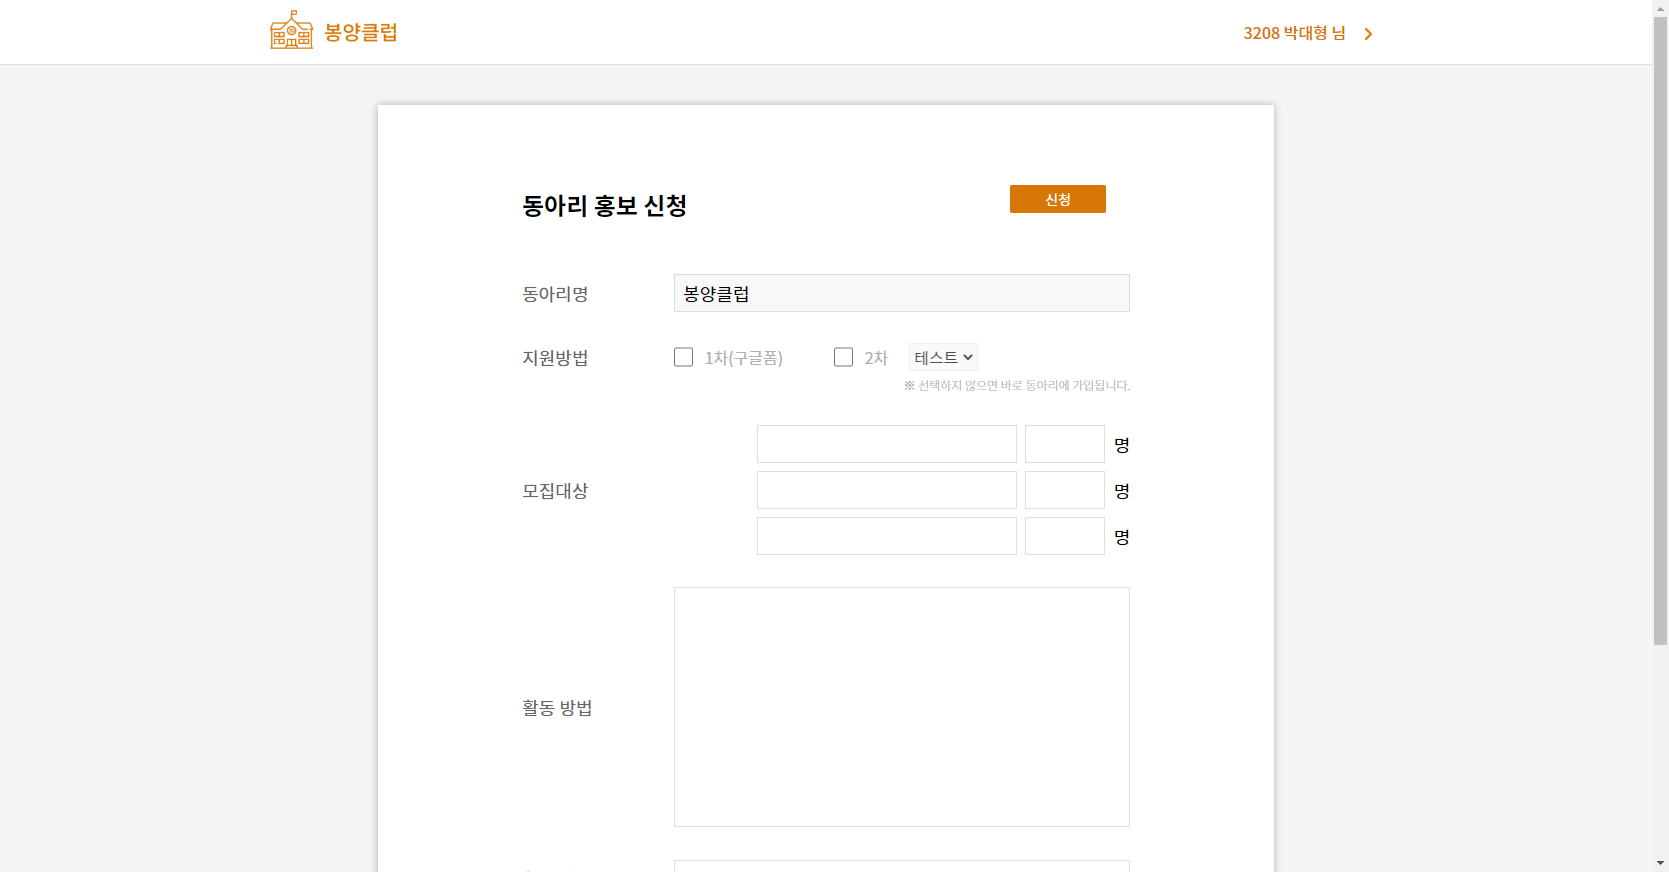 봉양클럽
3208 박대형 님
동아리 홍보 신청
신청
동아리명
봉양클럽
지원방법
1차(구글폼)
2차
테스트
※ 선택하지 않으면 바로 동아리에 가입됩니다.
모집대상
명
명
명
활동 방법